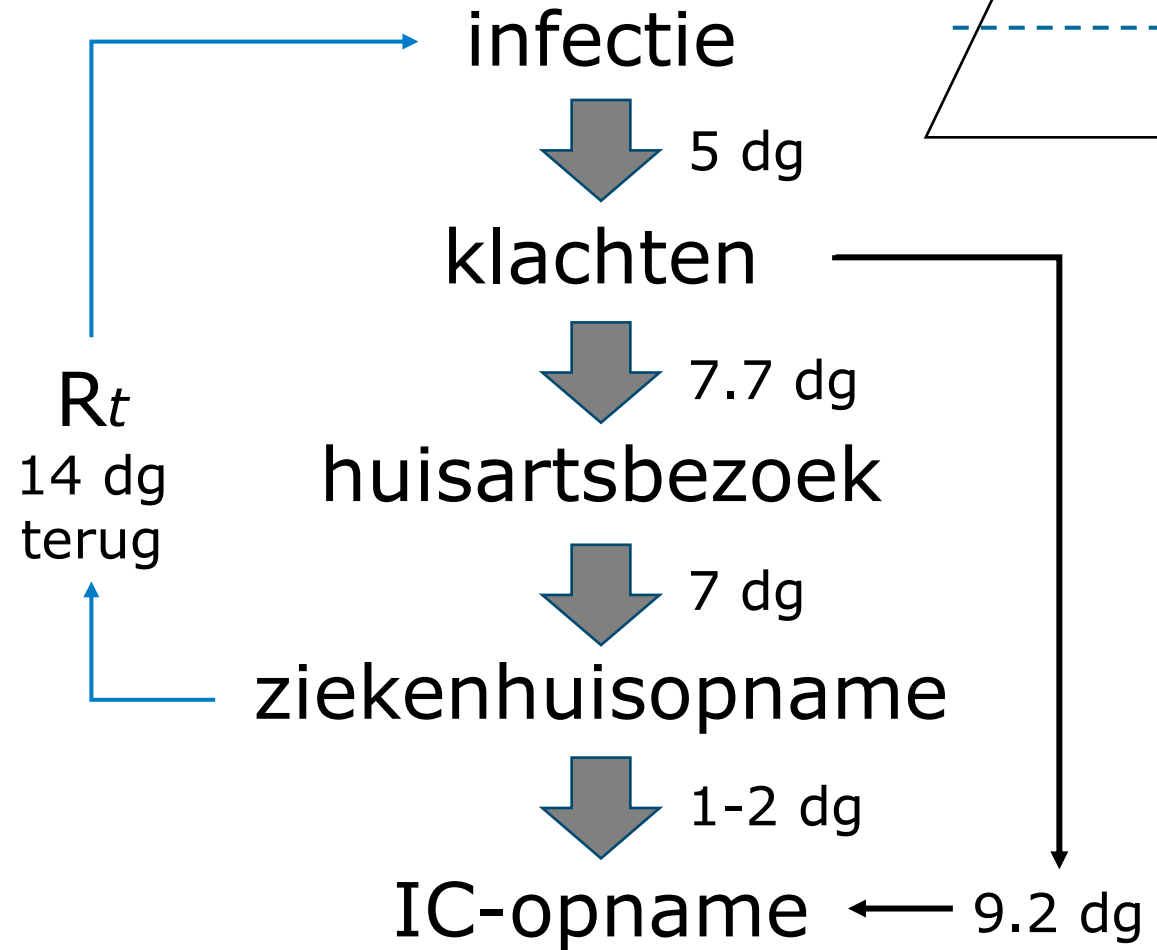 infectie
5 dg
klachten
7.7 dg
Rt
14 dg
terug
huisartsbezoek
7 dg
ziekenhuisopname
1-2 dg
IC-opname
9.2 dg